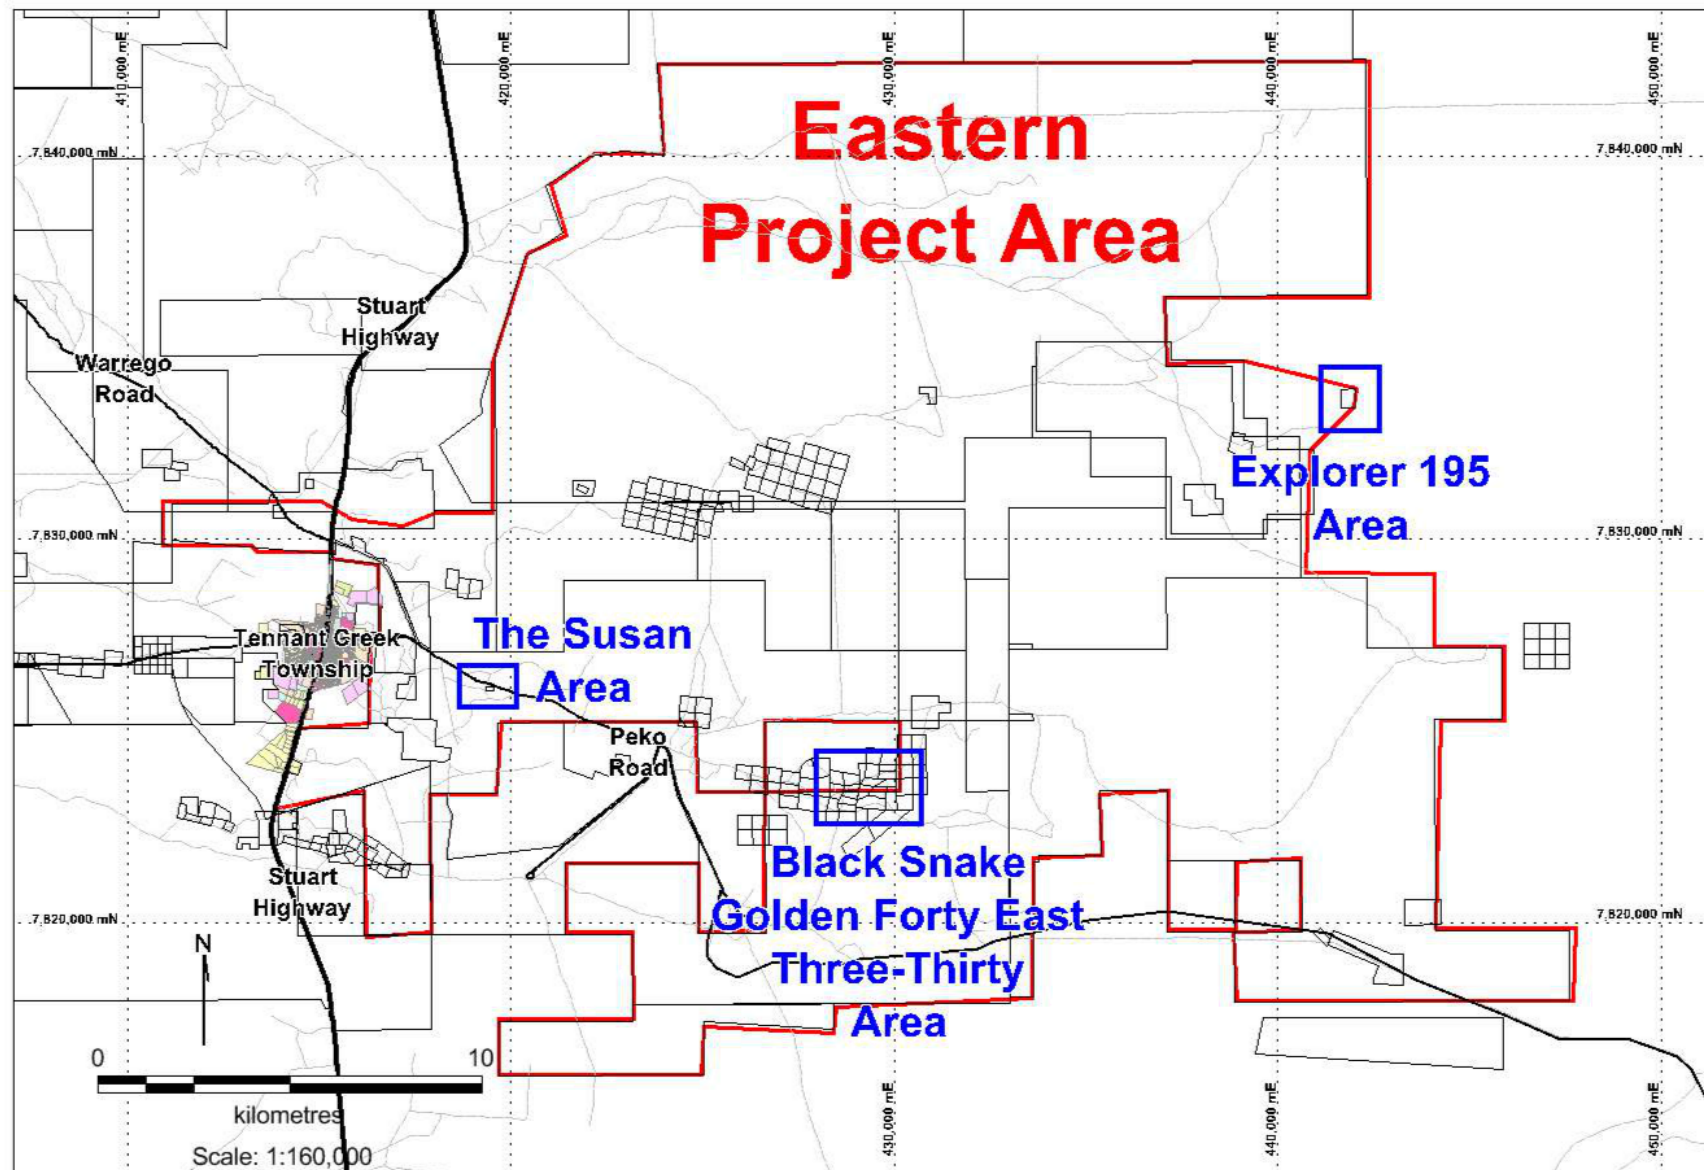 410,000 mE
420,000 mE
430,000 mE
440,000 mE
450,000 mE
Eastern
Project Area
7,840,000 mN
7,840,000 mN
Stuart
Highway
Warrego
Road
Explorer 195
Area
7,830,000 mN
7,830,000 mN
Tennant Creek
Township
The Susan
Area
Peko
Road
Black Snake
Golden Forty East
Three-Thirty
Area
Stuart
Highway
7,820,000 mN
7,820,000 mN
N
0
10
kilometres
Scale: 1:160,000
430,000 mE
440,000 mE
450,000 mE